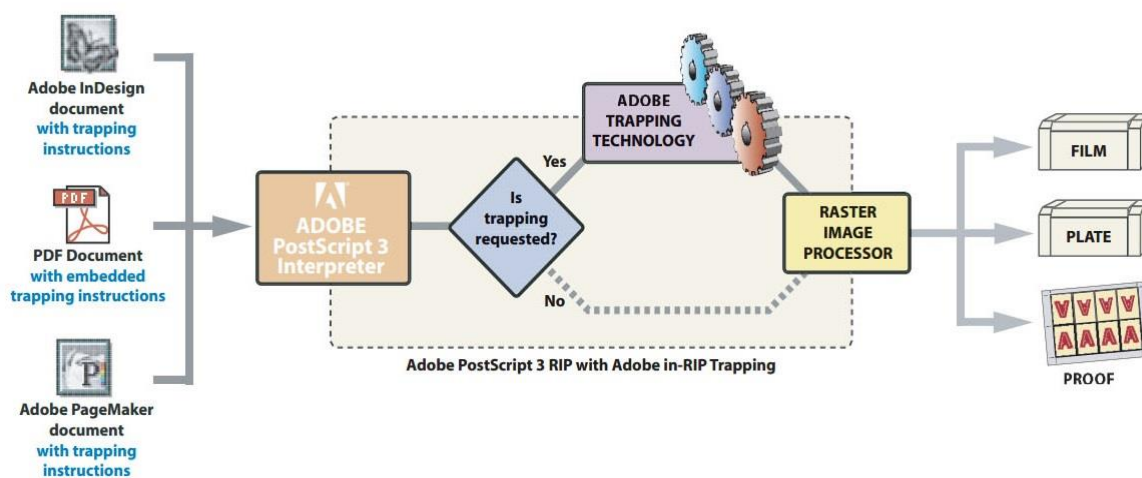 Adobe InDesign
document
with trapping
instructions
PDF
PDF Document
with embedded
trapping instructions
P
Adobe PageMaker
document
with trapping
instructions
ADOBE
PostScript 3
Interpreter
Is
trapping
requested?
Yes
No
ADOBE
TRAPPING
TECHNOLOGY
RASTER
IMAGE
PROCESSOR
Adobe PostScript 3 RIP with Adobe in-RIP Trapping
FILM
PLATE
A A A A
A A A A
PROOF